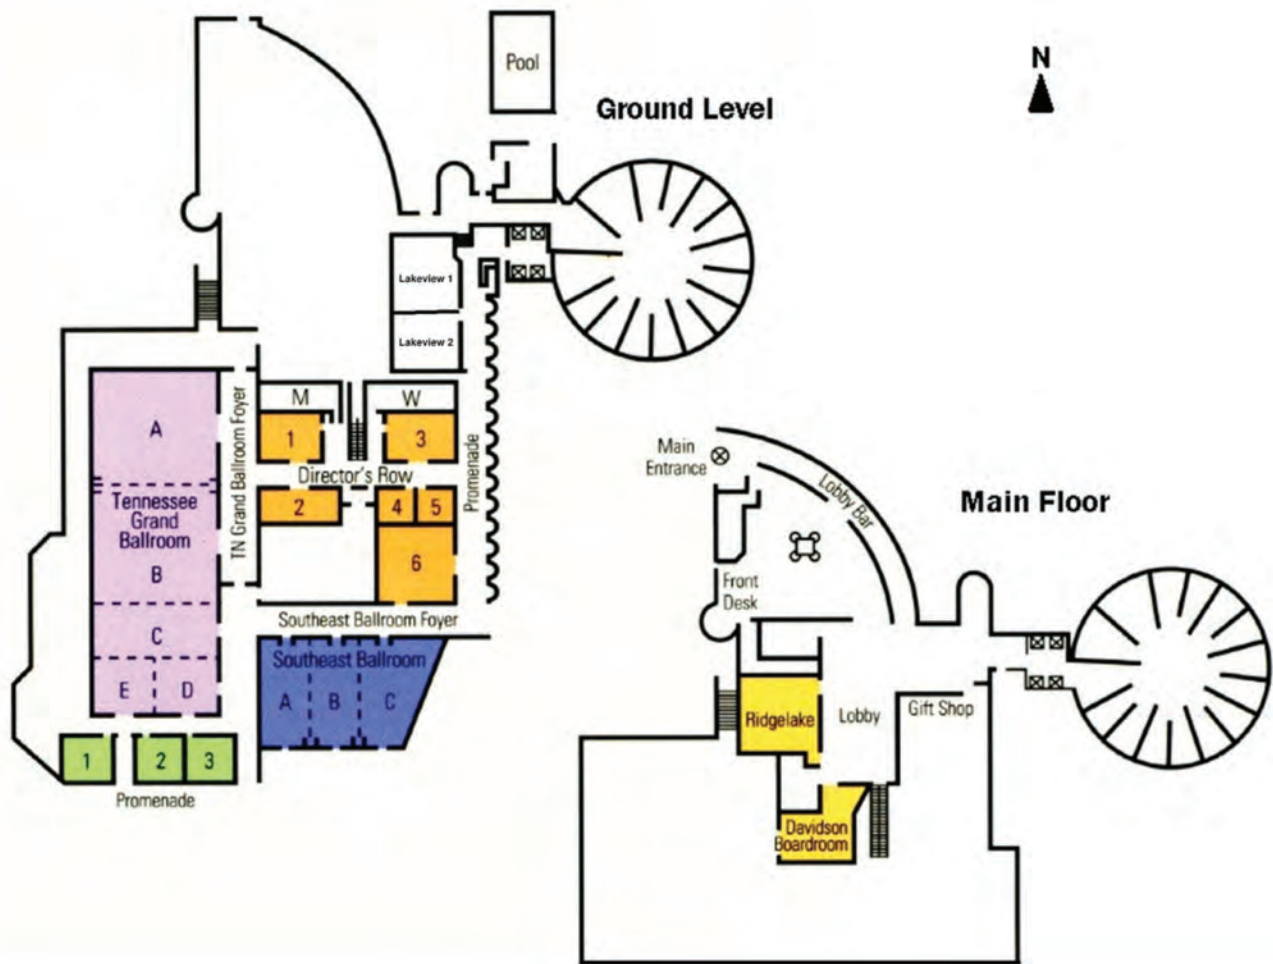 Pool
N
Ground Level
Lakeview 1
Lakeview 2
M
W
A
TN Grand Ballroom Foyer
1
3
Director's Row
Promenade
Tennessee
Grand
Ballroom
2
4
5
6
B
Southeast Ballroom Foyer
C
Southeast Ballroom
E
D
A
B
C
1
2
3
Promenade
Main
Entrance
Lobby Bar
Main Floor
Front
Desk
Ridgelake
Lobby
Gift Shop
Davidson
Boardroom